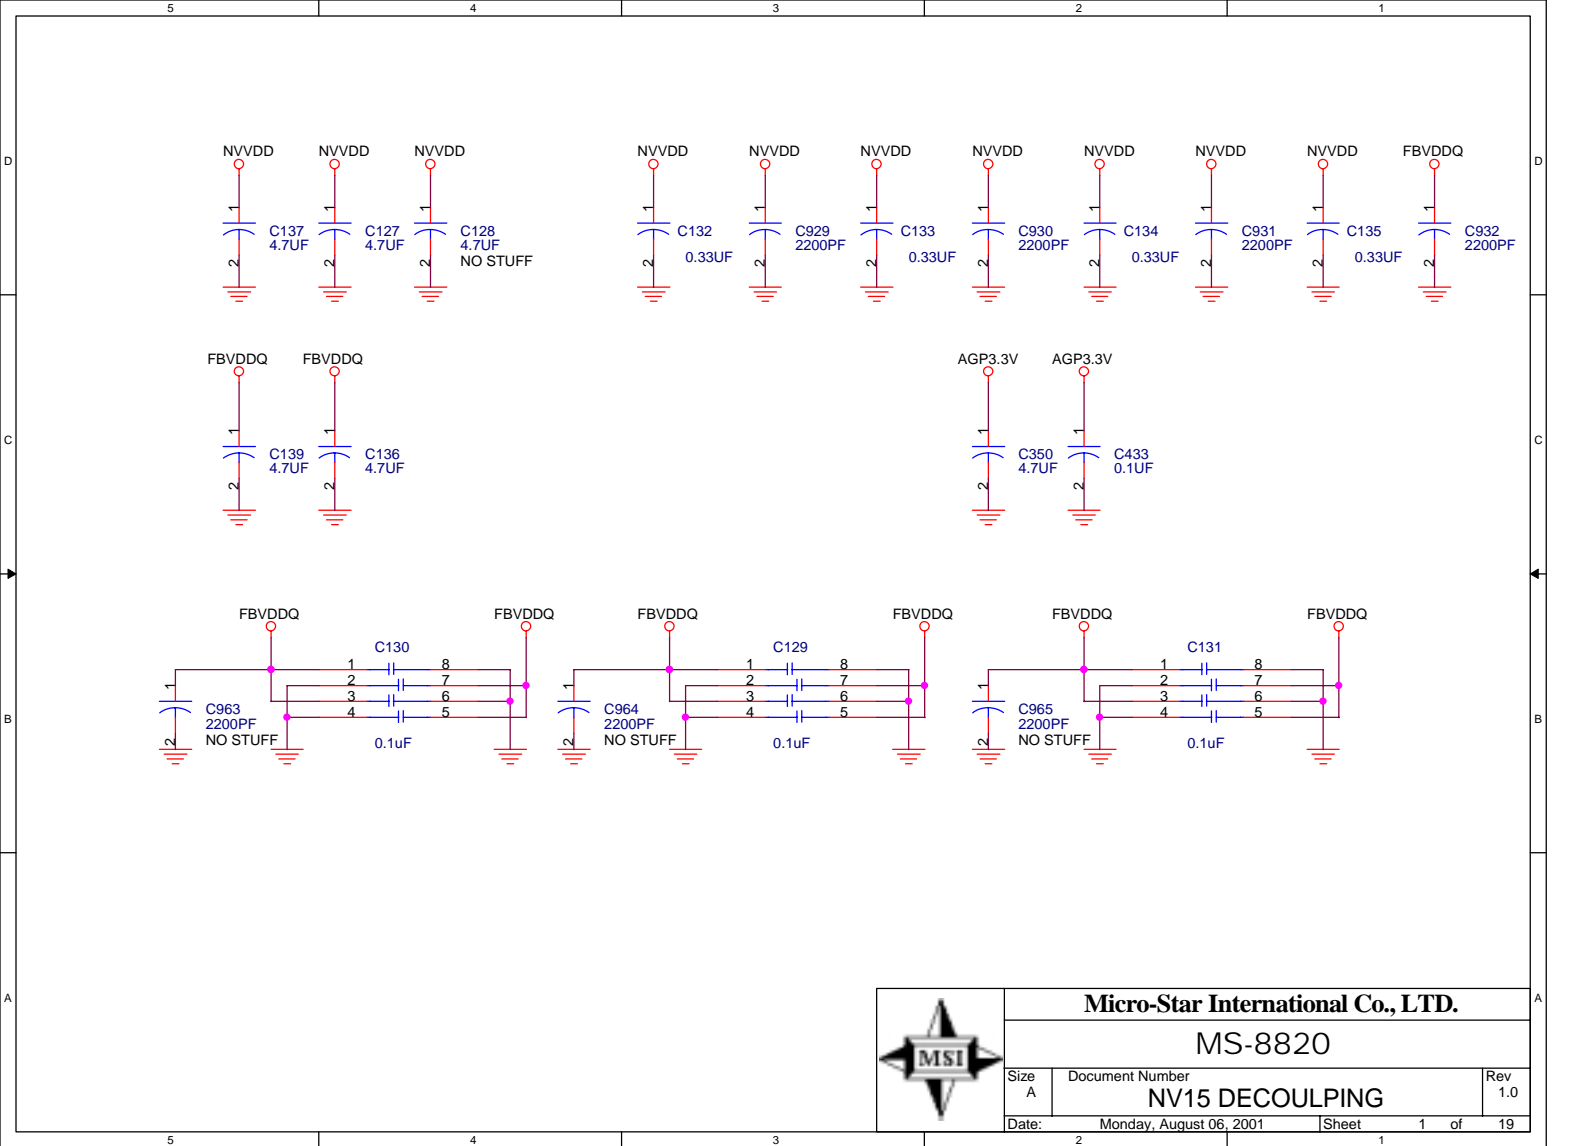 5 4 3 2 1
D D
NVVDD NVVDD NVVDD NVVDD NVVDD NVVDD NVVDD NVVDD NVVDD NVVDD FBVDDQ
1 1 1 1 1 1 1 1 1 1 1
C137 C127 C128 C132 C929 C133 C930 C134 C931 C135 C932
4.7UF 4.7UF 4.7UF 0.33UF 2200PF 0.33UF 2200PF 0.33UF 2200PF 0.33UF 2200PF
NO STUFF
2 2 2 2 2 2 2 2 2 2 2
FBVDDQ FBVDDQ AGP3.3V AGP3.3V
1 1 1 1
C C
C139 C136 C350 C433
4.7UF 4.7UF 4.7UF 0.1UF
2 2 2 2
FBVDDQ FBVDDQ FBVDDQ FBVDDQ FBVDDQ FBVDDQ
C130 C129 C131
1 8 1 8 1 8
2 7 2 7 2 7
3 6 3 6 3 6
4 5 4 5 4 5
1 1 1
C963 C964 C965
2200PF 2200PF 2200PF
NO STUFF NO STUFF NO STUFF
2 2 2
0.1uF 0.1uF 0.1uF
B B
A A
MSI
Micro-Star International Co., LTD.
MS-8820
Size Document Number Rev
A NV15 DECOULPING 1.0
Date: Monday, August 06, 2001 Sheet 1 of 19
5 4 3 2 1